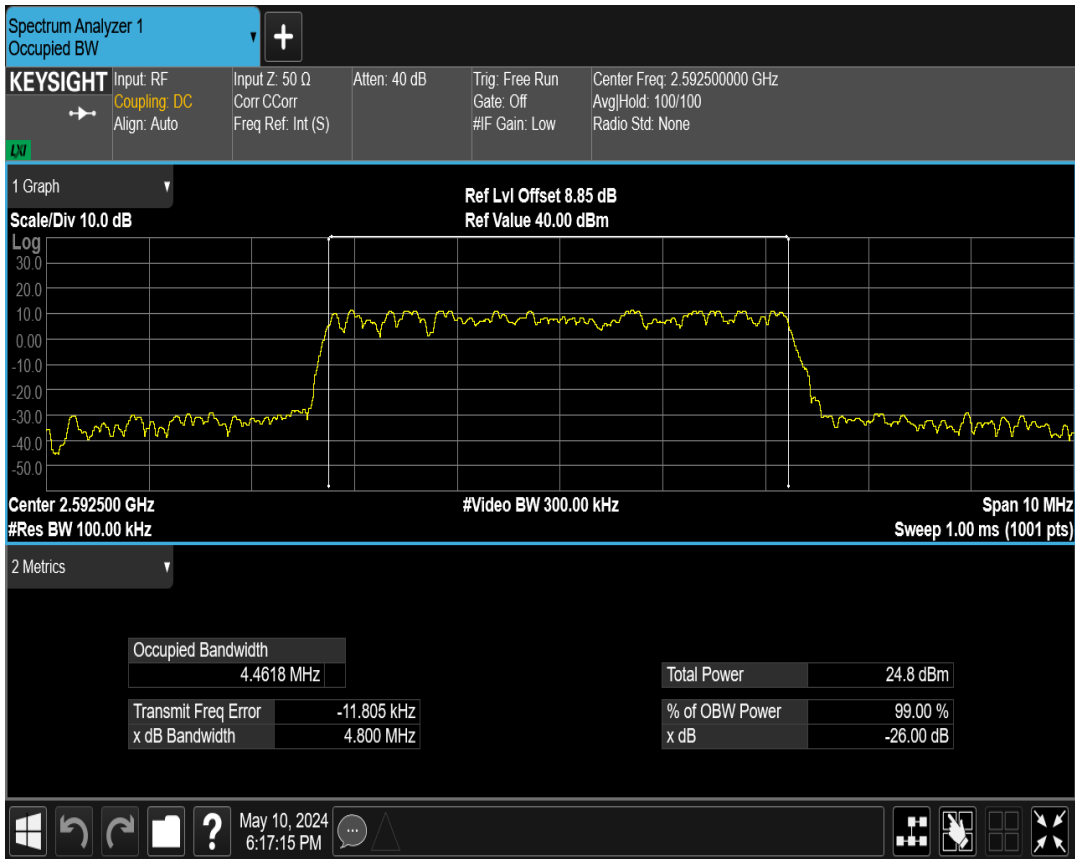 Spectrum Analyzer 1
Occupied BW
+
KEYSIGHT
LXI
Input: RF
Coupling: DC
Align: Auto
Input Z: 50 Ω
Corr CCorr
Freq Ref: Int (S)
Atten: 40 dB
Trig: Free Run
Gate: Off
#IF Gain: Low
Center Freq: 2.592500000 GHz
Avg|Hold: 100/100
Radio Std: None
1 Graph
Scale/Div 10.0 dB
Ref Lvl Offset 8.85 dB
Ref Value 40.00 dBm
Log
30.0
20.0
10.0
0.00
-10.0
-20.0
-30.0
-40.0
-50.0
Center 2.592500 GHz
#Video BW 300.00 kHz
Span 10 MHz
#Res BW 100.00 kHz
Sweep 1.00 ms (1001 pts)
2 Metrics
Occupied Bandwidth
4.4618 MHz
Total Power 24.8 dBm
Transmit Freq Error -11.805 kHz
% of OBW Power 99.00 %
x dB Bandwidth 4.800 MHz
x dB -26.00 dB
?
May 10, 2024
6:17:15 PM